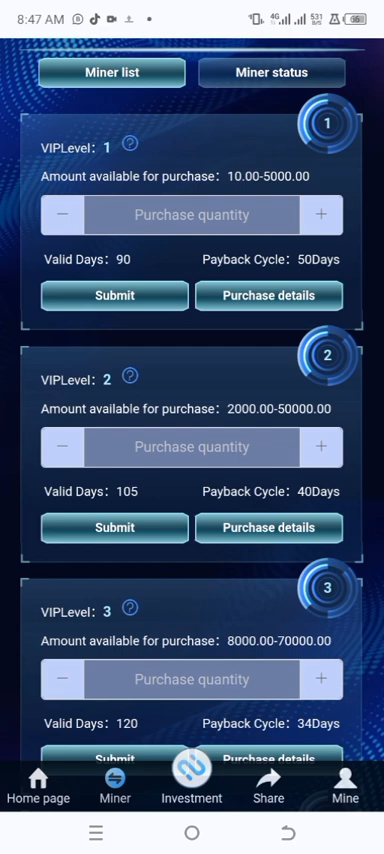 8:47 AM
4G
531
B/S
66
Miner list
Miner status
1
VIPLevel: 1 ?
Amount available for purchase: 10.00-5000.00
− Purchase quantity +
Valid Days: 90 Payback Cycle: 50Days
Submit
Purchase details
2
VIPLevel: 2 ?
Amount available for purchase: 2000.00-50000.00
− Purchase quantity +
Valid Days: 105 Payback Cycle: 40Days
Submit
Purchase details
3
VIPLevel: 3 ?
Amount available for purchase: 8000.00-70000.00
− Purchase quantity +
Valid Days: 120 Payback Cycle: 34Days
Submit
Purchase details
Home page
Miner
Investment
Share
Mine